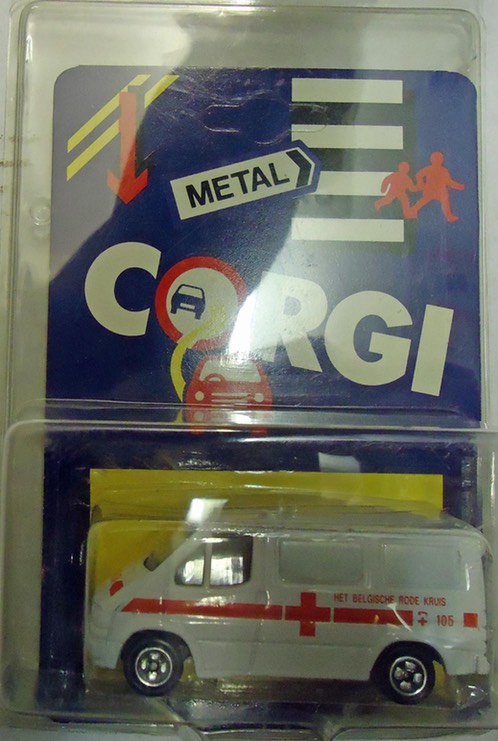 METAL
CORGI
HET BELGISCHE RODE KRUIS
105